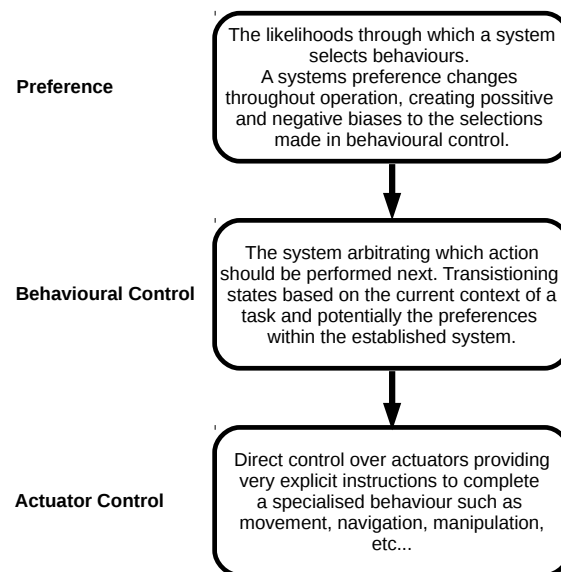 Preference
The likelihoods through which a system
selects behaviours.
A systems preference changes
throughout operation, creating possitive
and negative biases to the selections
made in behavioural control.
Behavioural Control
The system arbitrating which action
should be performed next. Transistioning
states based on the current context of a
task and potentially the preferences
within the established system.
Actuator Control
Direct control over actuators providing
very explicit instructions to complete
a specialised behaviour such as
movement, navigation, manipulation,
etc...